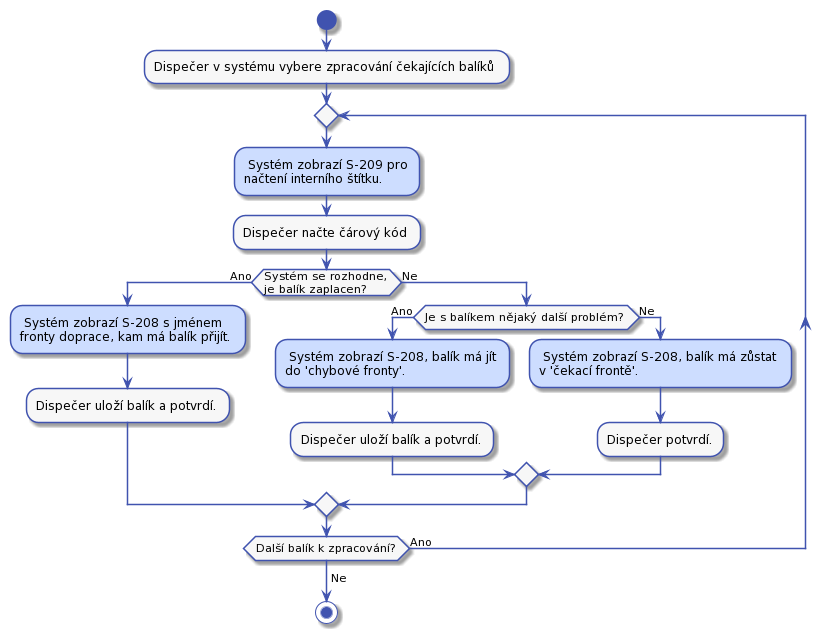 Dispečer v systému vybere zpracování čekajících balíků
Systém zobrazí S-209 pro
načtení interního štítku.
Dispečer načte čárový kód
Systém se rozhodne,
je balík zaplacen?
Ano
Ne
Systém zobrazí S-208 s jménem
fronty doprace, kam má balík přijít.
Dispečer uloží balík a potvrdí.
Je s balíkem nějaký další problém?
Ano
Ne
Systém zobrazí S-208, balík má jít
do 'chybové fronty'.
Dispečer uloží balík a potvrdí.
Systém zobrazí S-208, balík má zůstat
v 'čekací frontě'.
Dispečer potvrdí.
Další balík k zpracování?
Ano
Ne